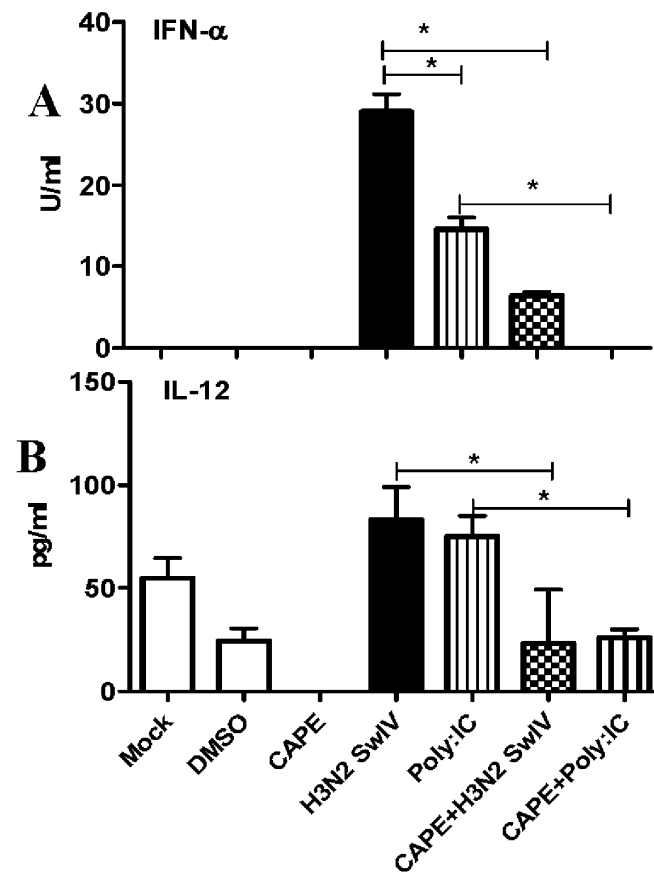 A
IFN-α
U/ml
40
30
20
10
0
*
*
*
B
IL-12
pg/ml
150
100
50
0
*
*
Mock
DMSO
CAPE
H3N2 SwIV
Poly:IC
CAPE+H3N2 SwIV
CAPE+Poly:IC